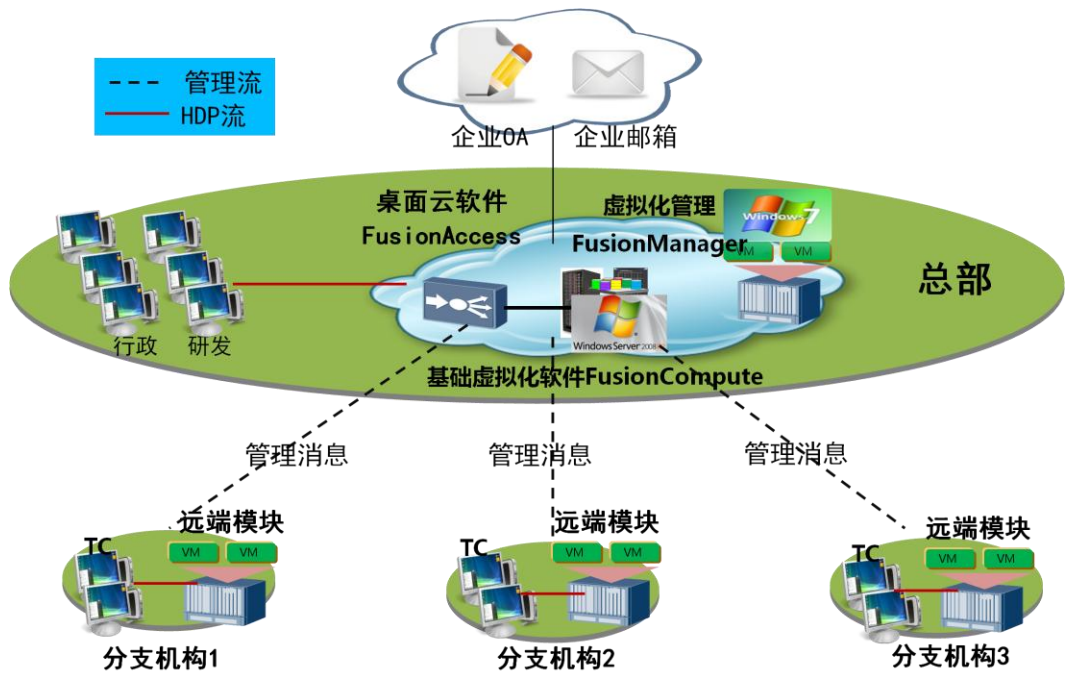 管理流
HDP流
企业OA
企业邮箱
桌面云软件
FusionAccess
虚拟化管理
FusionManager
Windows 7
VM
VM
总部
行政
研发
Windows Server 2008
基础虚拟化软件FusionCompute
管理消息
管理消息
管理消息
TC
远端模块
VM
VM
分支机构1
TC
远端模块
VM
VM
分支机构2
TC
远端模块
VM
VM
分支机构3